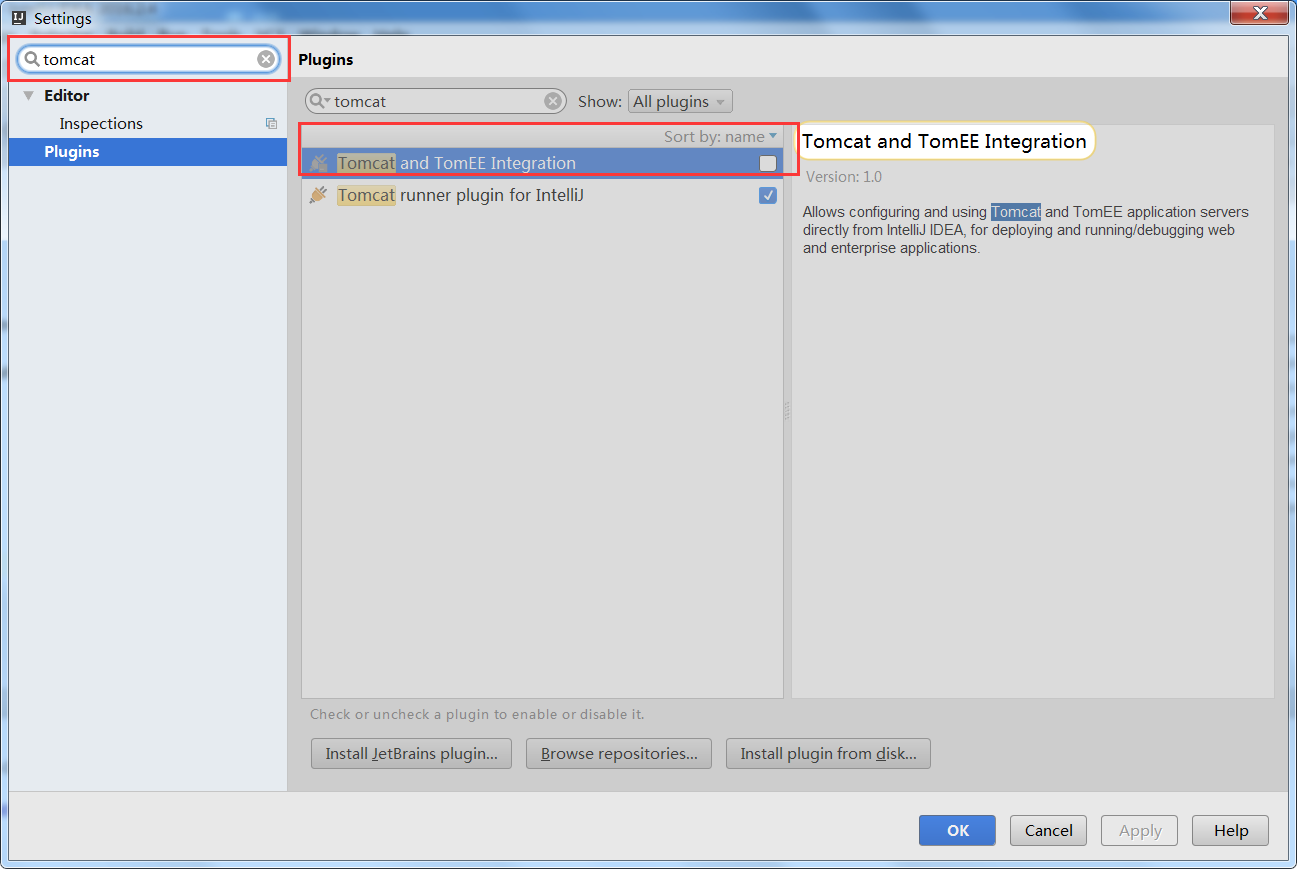 Settings
tomcat
Editor
Inspections
Plugins
Plugins
tomcat
Show: All plugins
Sort by: name
Tomcat and TomEE Integration
Tomcat runner plugin for IntelliJ
Tomcat and TomEE Integration
Version: 1.0
Allows configuring and using Tomcat and TomEE application servers
directly from IntelliJ IDEA, for deploying and running/debugging web
and enterprise applications.
Check or uncheck a plugin to enable or disable it.
Install JetBrains plugin...
Browse repositories...
Install plugin from disk...
OK
Cancel
Apply
Help